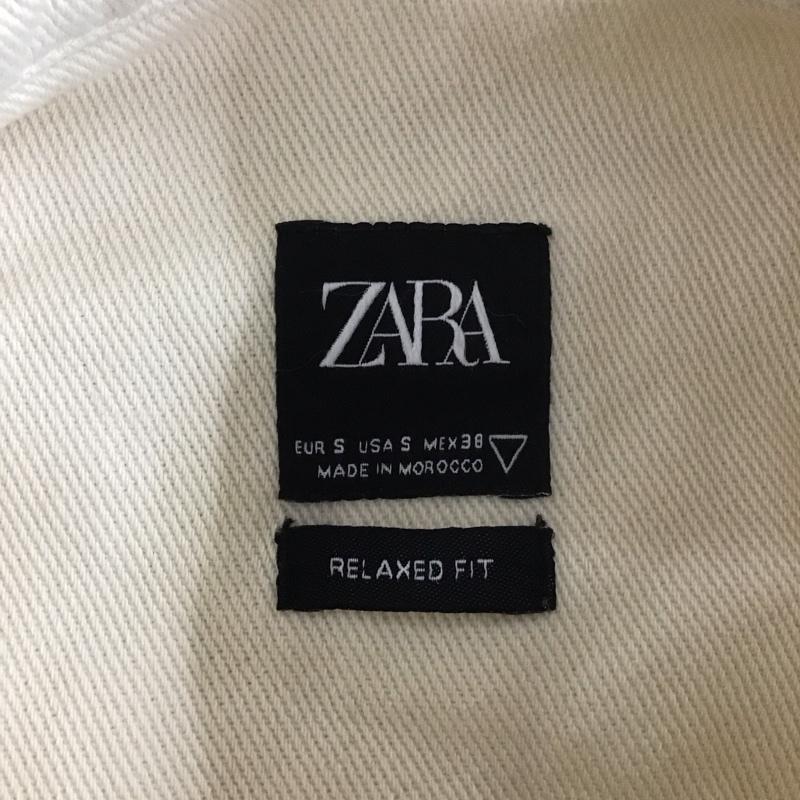 ZARA
EUR S USA S MEX 38
MADE IN MOROCCO
RELAXED FIT